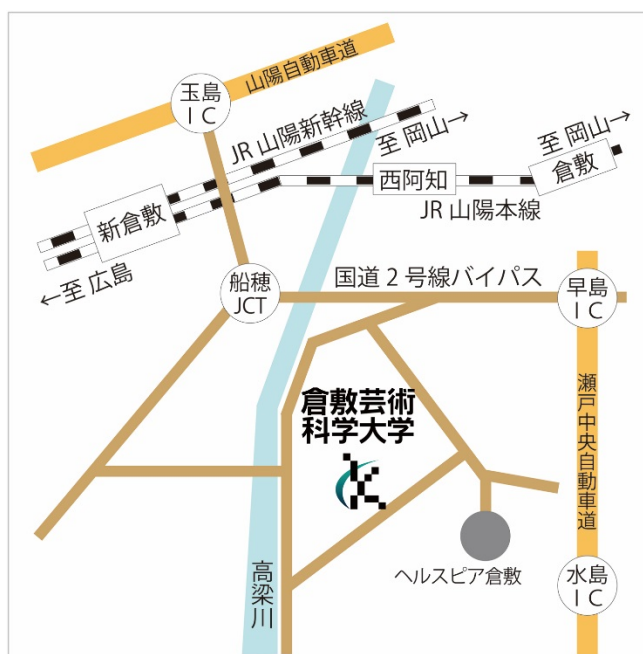 山陽自動車道
玉島
IC
JR 山陽新幹線
至 岡山→
至 岡山→
倉敷
西阿知
JR 山陽本線
新倉敷
←至 広島
船穂
JCT
国道 2 号線バイパス
早島
IC
倉敷芸術
科学大学
瀬戸中央自動車道
高梁川
ヘルスピア倉敷
水島
IC